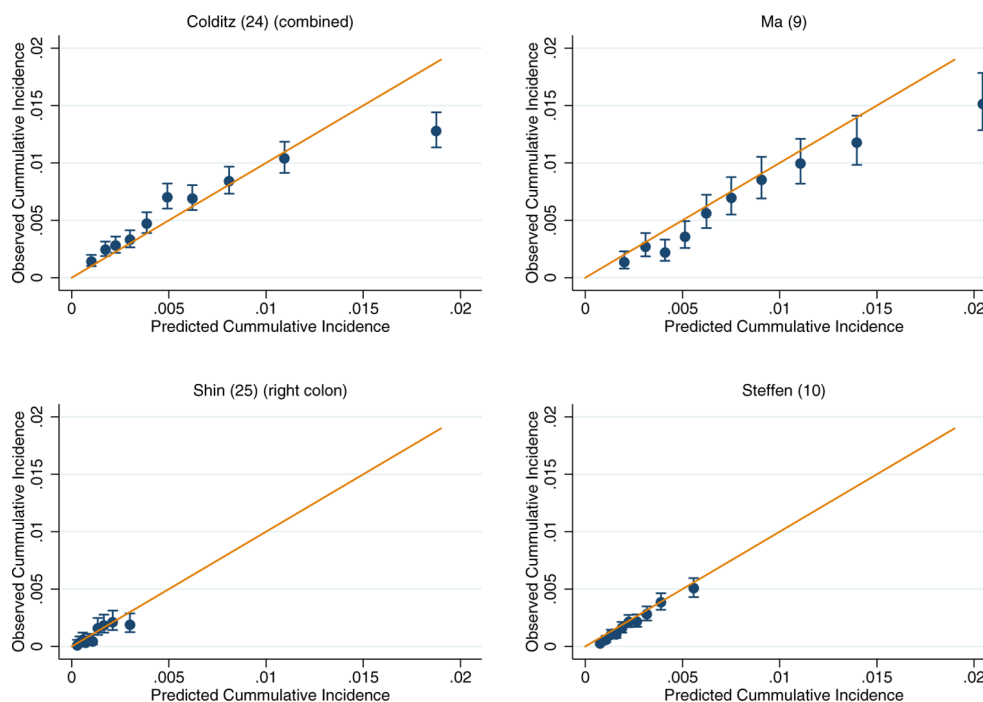 Colditz (24) (combined)
Observed Cummulative Incidence
0 .005 .01 .015 .02
0 .005 .01 .015 .02
Predicted Cummulative Incidence
Ma (9)
Observed Cummulative Incidence
0 .005 .01 .015 .02
0 .005 .01 .015 .02
Predicted Cummulative Incidence
Shin (25) (right colon)
Observed Cummulative Incidence
0 .005 .01 .015 .02
0 .005 .01 .015 .02
Predicted Cummulative Incidence
Steffen (10)
Observed Cummulative Incidence
0 .005 .01 .015 .02
0 .005 .01 .015 .02
Predicted Cummulative Incidence